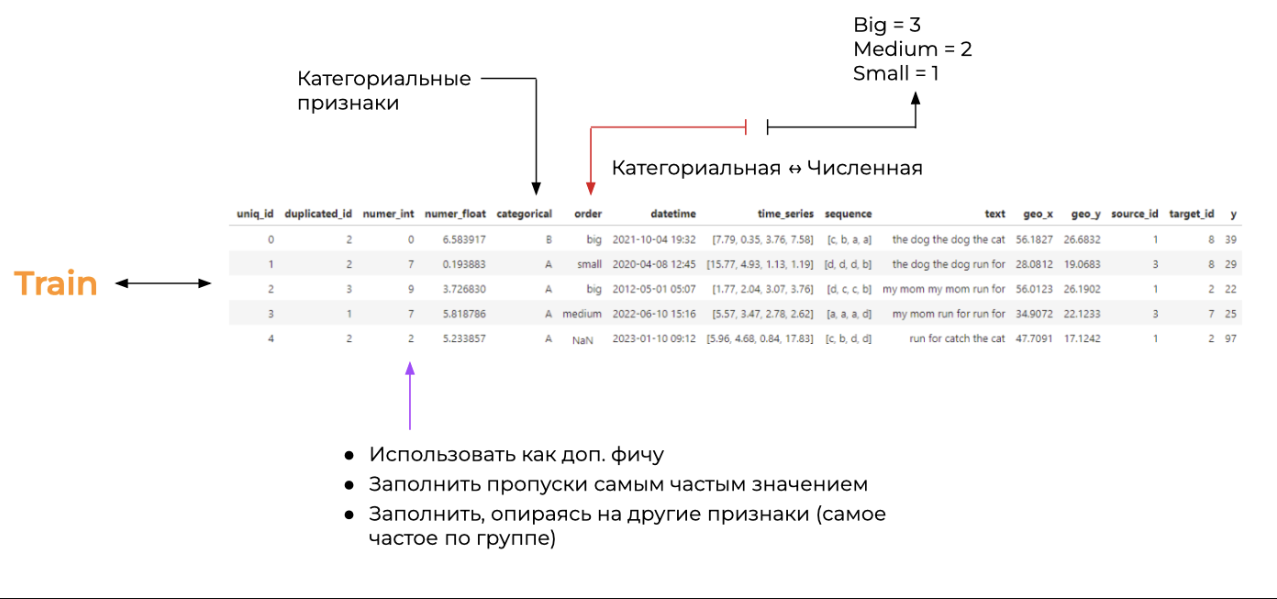 Big = 3
Medium = 2
Small = 1
Категориальные
признаки
Категориальная ↔ Численная
uniq_id duplicated_id numer_int numer_float categorical order datetime time_series sequence text geo_x geo_y source_id target_id y
0 2 0 6.583917 B big 2021-10-04 19:32 [7.79, 0.35, 3.76, 7.58] [c, b, a, a] the dog the dog the cat 56.1827 26.6832 1 8 39
1 2 7 0.193883 A small 2020-04-08 12:45 [15.77, 4.93, 1.13, 1.19] [d, d, d, b] the dog the dog run for 28.0812 19.0683 3 8 29
Train
2 3 9 3.726830 A big 2012-05-01 05:07 [1.77, 2.04, 3.07, 3.76] [d, c, c, b] my mom my mom run for 56.0123 26.1902 1 2 22
3 1 7 5.818786 A medium 2022-06-10 15:16 [5.57, 3.47, 2.78, 2.62] [a, a, a, d] my mom run for run for 34.9072 22.1233 3 7 25
4 2 2 5.233857 A NaN 2023-01-10 09:12 [5.96, 4.68, 0.84, 17.83] [c, b, d, d] run for catch the cat 47.7091 17.1242 1 2 97
● Использовать как доп. фичу
● Заполнить пропуски самым частым значением
● Заполнить, опираясь на другие признаки (самое
частое по группе)